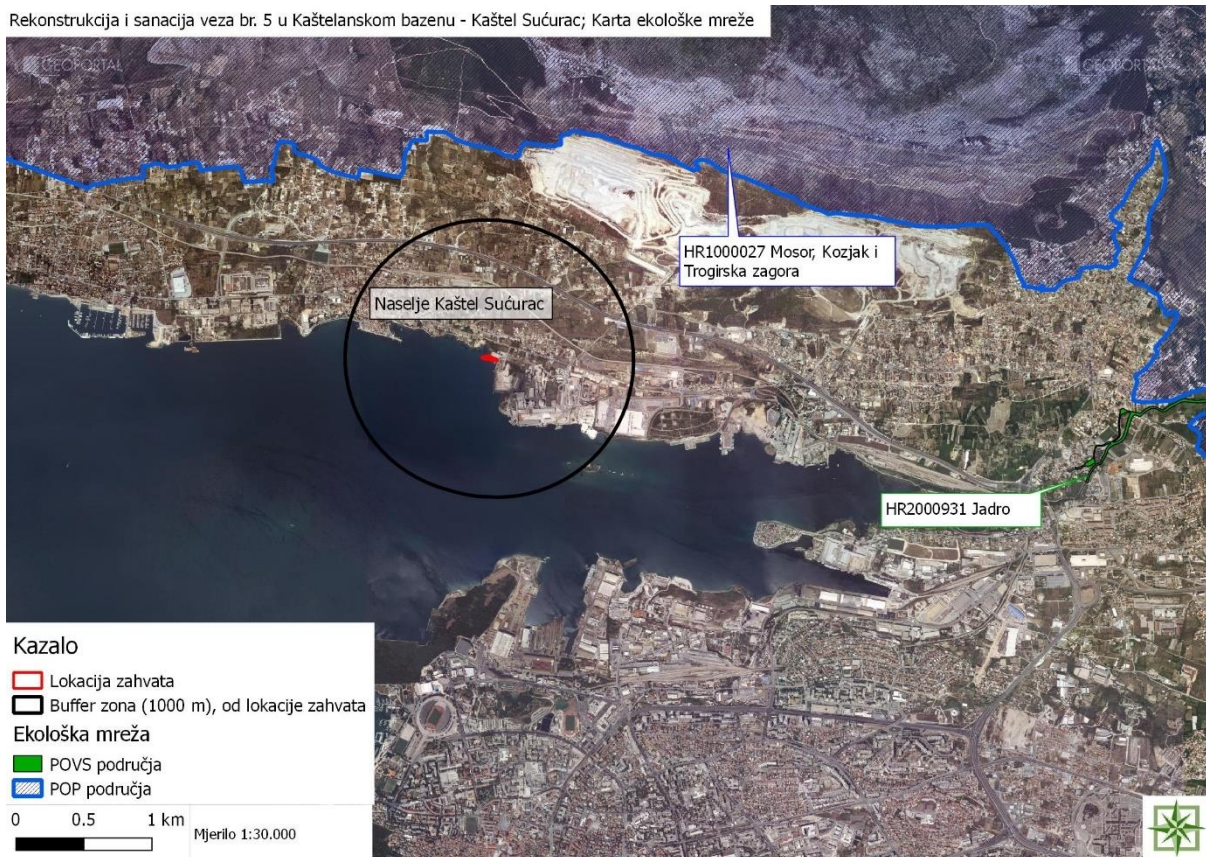 Rekonstrukcija i sanacija veza br. 5 u Kaštelanskom bazenu - Kaštel Sućurac; Karta ekološke mreže
GEOPORTAL
GEOPORTAL
HR1000027 Mosor, Kozjak i
Trogirska zagora
Naselje Kaštel Sućurac
HR2000931 Jadro
Kazalo
Lokacija zahvata
Buffer zona (1000 m), od lokacije zahvata
Ekološka mreža
POVS područja
POP područja
0 0.5 1 km
Mjerilo 1:30.000